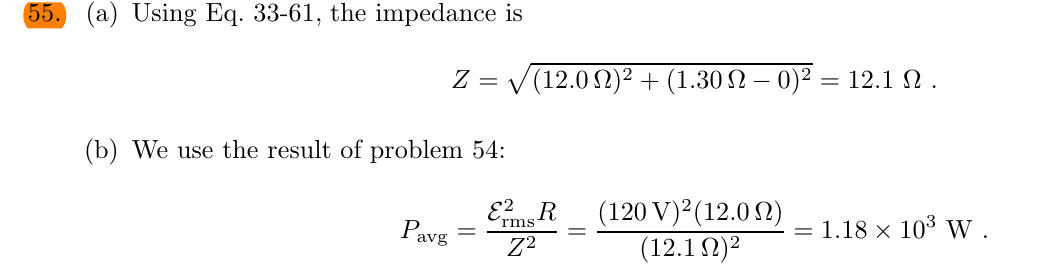 55. (a) Using Eq. 33-61, the impedance is
Z = √(12.0 Ω)² + (1.30 Ω − 0)² = 12.1 Ω .
(b) We use the result of problem 54:
P_avg = ℰ²_rms R / Z² = (120 V)²(12.0 Ω) / (12.1 Ω)² = 1.18 × 10³ W .